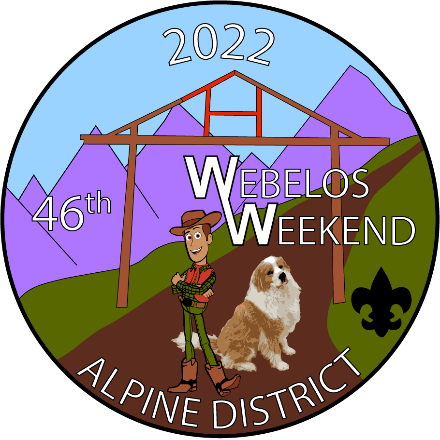 2022
46th
WEBELOS
WEEKEND
ALPINE DISTRICT